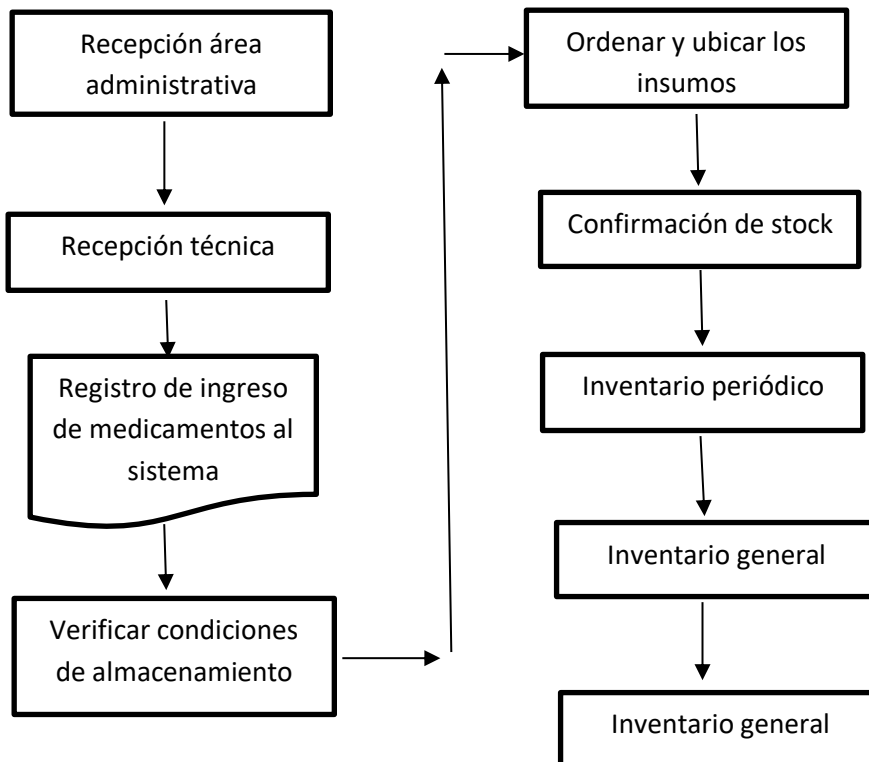 Recepción área
administrativa
Recepción técnica
Registro de ingreso
de medicamentos al
sistema
Verificar condiciones
de almacenamiento
Ordenar y ubicar los
insumos
Confirmación de stock
Inventario periódico
Inventario general
Inventario general